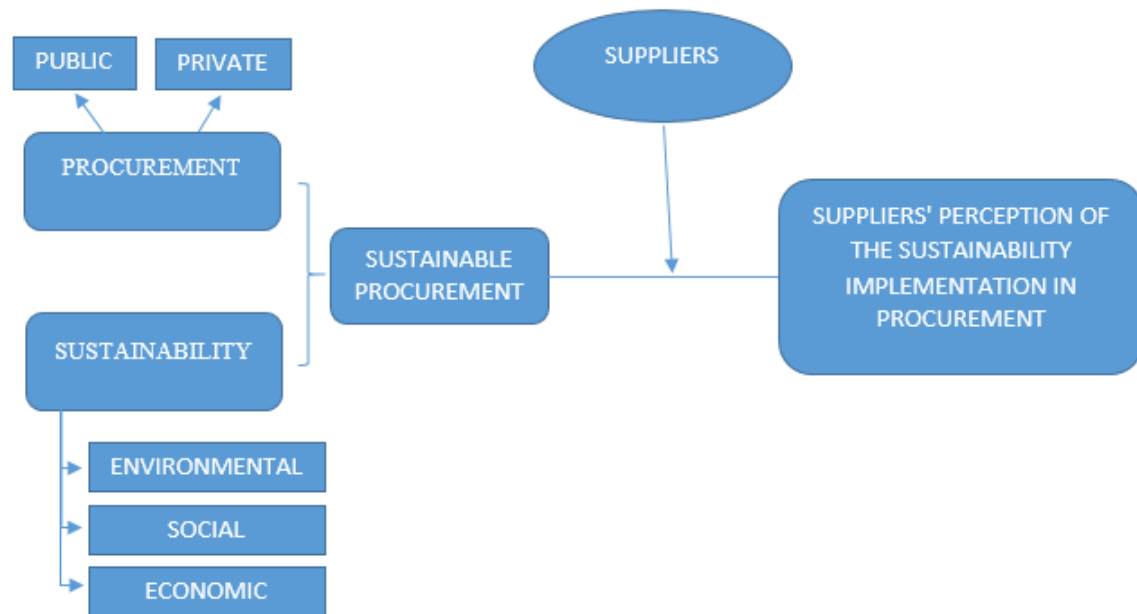 PUBLIC
PRIVATE
SUPPLIERS
PROCUREMENT
SUSTAINABLE
PROCUREMENT
SUPPLIERS' PERCEPTION OF
THE SUSTAINABILITY
IMPLEMENTATION IN
PROCUREMENT
SUSTAINABILITY
ENVIRONMENTAL
SOCIAL
ECONOMIC